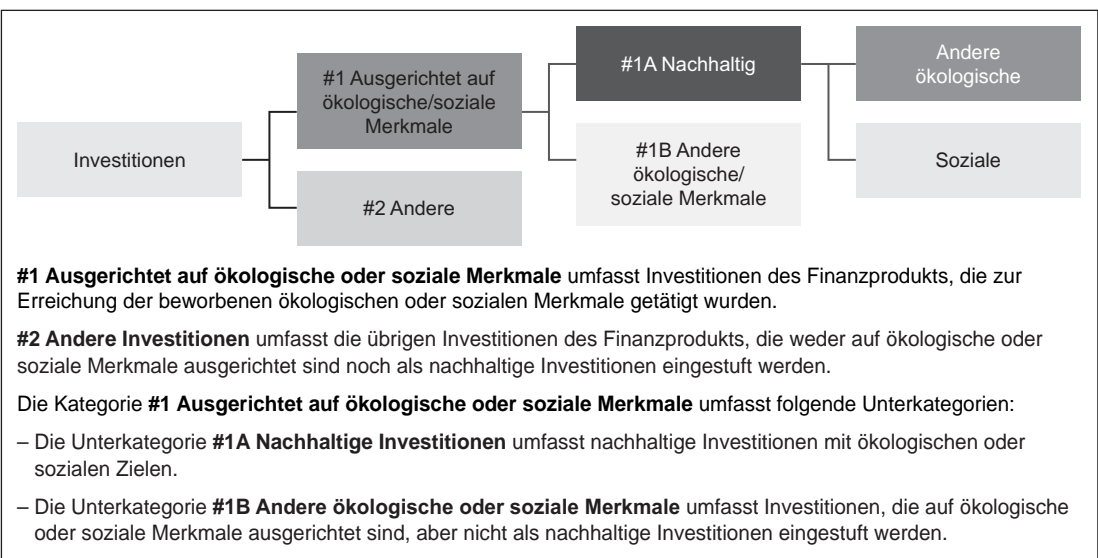 Investitionen
#1 Ausgerichtet auf
ökologische/soziale
Merkmale
#2 Andere
#1A Nachhaltig
#1B Andere
ökologische/
soziale Merkmale
Andere
ökologische
Soziale
#1 Ausgerichtet auf ökologische oder soziale Merkmale umfasst Investitionen des Finanzprodukts, die zur
Erreichung der beworbenen ökologischen oder sozialen Merkmale getätigt wurden.
#2 Andere Investitionen umfasst die übrigen Investitionen des Finanzprodukts, die weder auf ökologische oder
soziale Merkmale ausgerichtet sind noch als nachhaltige Investitionen eingestuft werden.
Die Kategorie #1 Ausgerichtet auf ökologische oder soziale Merkmale umfasst folgende Unterkategorien:
– Die Unterkategorie #1A Nachhaltige Investitionen umfasst nachhaltige Investitionen mit ökologischen oder
sozialen Zielen.
– Die Unterkategorie #1B Andere ökologische oder soziale Merkmale umfasst Investitionen, die auf ökologische
oder soziale Merkmale ausgerichtet sind, aber nicht als nachhaltige Investitionen eingestuft werden.